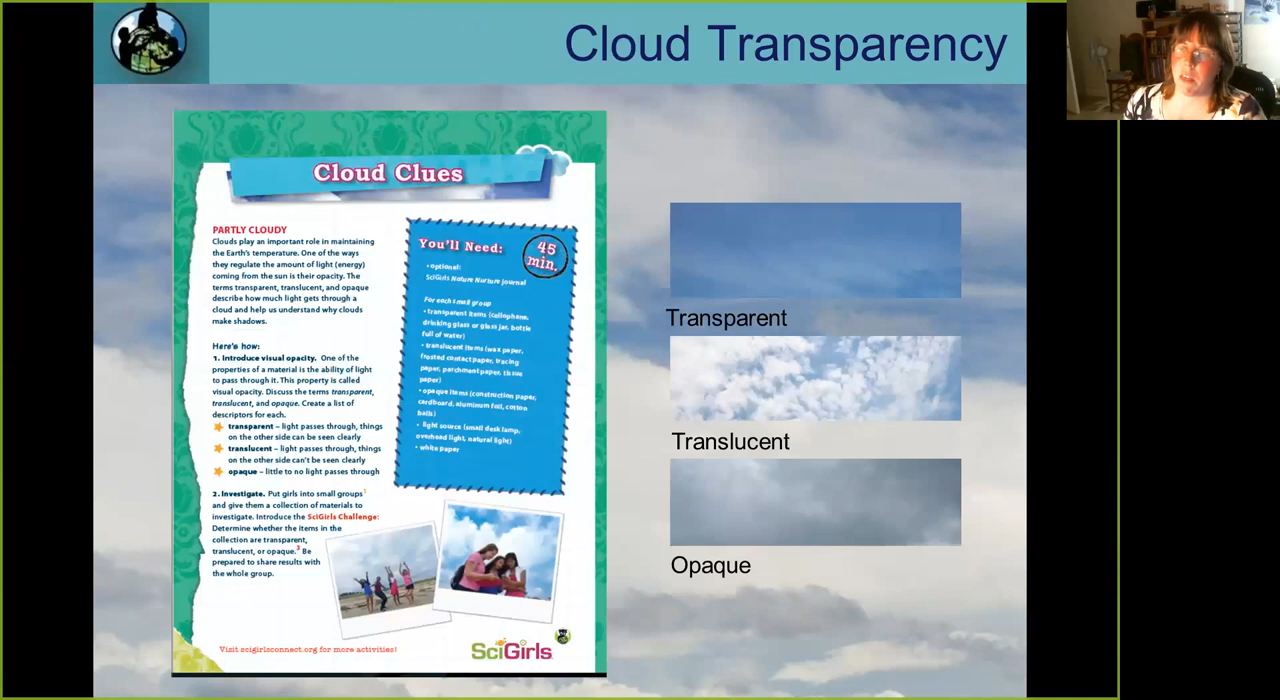 Cloud Transparency
Cloud Clues
PARTLY CLOUDY
Clouds play an important role in maintaining
the Earth's temperature. One of the ways
they regulate the amount of light (energy)
coming from the sun is their opacity. The
terms transparent, translucent, and opaque
describe how much light gets through a
cloud and help us understand why clouds
make shadows.
Here's how:
1. Introduce visual opacity. One of the
properties of a material is the ability of light
to pass through it. This property is called
visual opacity. Discuss the terms transparent,
translucent, and opaque. Create a list of
descriptors for each.
transparent – light passes through, things
on the other side can be seen clearly
translucent – light passes through, things
on the other side can't be seen clearly
opaque – little to no light passes through
2. Investigate. Put girls into small groups1
and give them a collection of materials to
investigate. Introduce the SciGirls Challenge:
Determine whether the items in the
collection are transparent,
translucent, or opaque.3 Be
prepared to share results with
the whole group.
You'll Need:
45
min.
• optional:
SciGirls Nature Nurture journal
For each small group
• transparent items (cellophane,
drinking glass or glass jar, bottle
full of water)
• translucent items (wax paper,
frosted contact paper, tracing
paper, parchment paper, tissue
paper)
• opaque items (construction paper,
cardboard, aluminum foil, cotton
balls)
• light source (small desk lamp,
overhead light, natural light)
• white paper
Visit scigirlsconnect.org for more activities!
SciGirls
Transparent
Translucent
Opaque